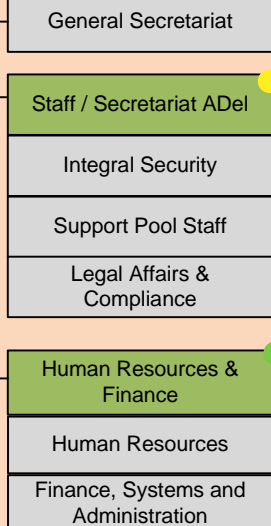 General Secretariat
Staff / Secretariat ADel
Integral Security
Support Pool Staff
Legal Affairs &
Compliance
Human Resources &
Finance
Human Resources
Finance, Systems and
Administration